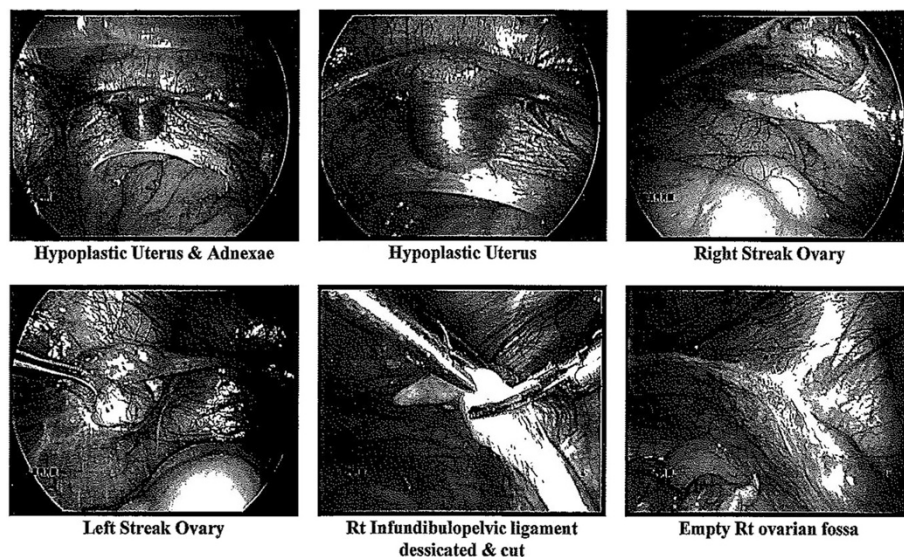 Hypoplastic Uterus & Adnexae
Hypoplastic Uterus
Right Streak Ovary
Left Streak Ovary
Rt Infundibulopelvic ligament
dessicated & cut
Empty Rt ovarian fossa